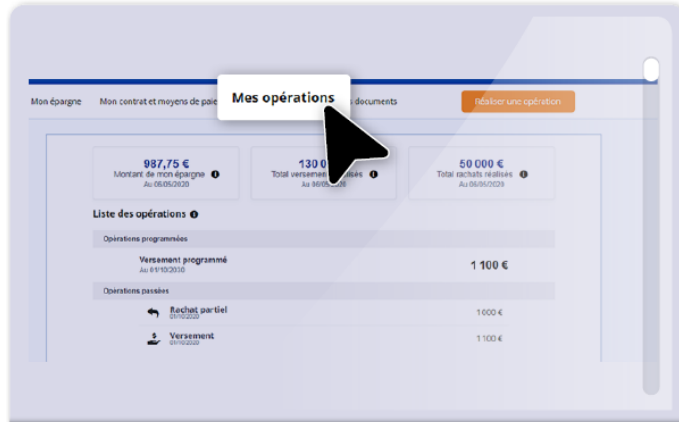 Mon épargne Mon contrat et moyens de paie Mes opérations documents Réaliser une opération
987,75 € 130 0 50 000 €
Montant de mon épargne Total versement Total rachats réalisés
Au 06/05/2020 Au 06/05/2020 Au 06/05/2020
Liste des opérations
Opérations programmées
Versement programmé 1 100 €
Au 01/10/2030
Opérations passées
Rachat partiel 1 000 €
01/10/2020
Versement 1 100 €
01/10/2020